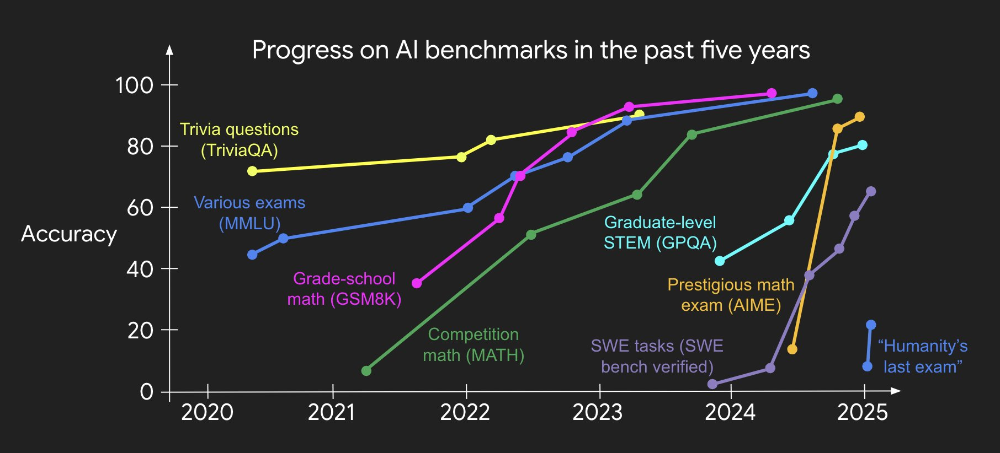 Progress on AI benchmarks in the past five years
100
80
60
40
20
0
Accuracy
Trivia questions
(TriviaQA)
Various exams
(MMLU)
Grade-school
math (GSM8K)
Competition
math (MATH)
Graduate-level
STEM (GPQA)
Prestigious math
exam (AIME)
SWE tasks (SWE
bench verified)
“Humanity’s
last exam”
2020
2021
2022
2023
2024
2025